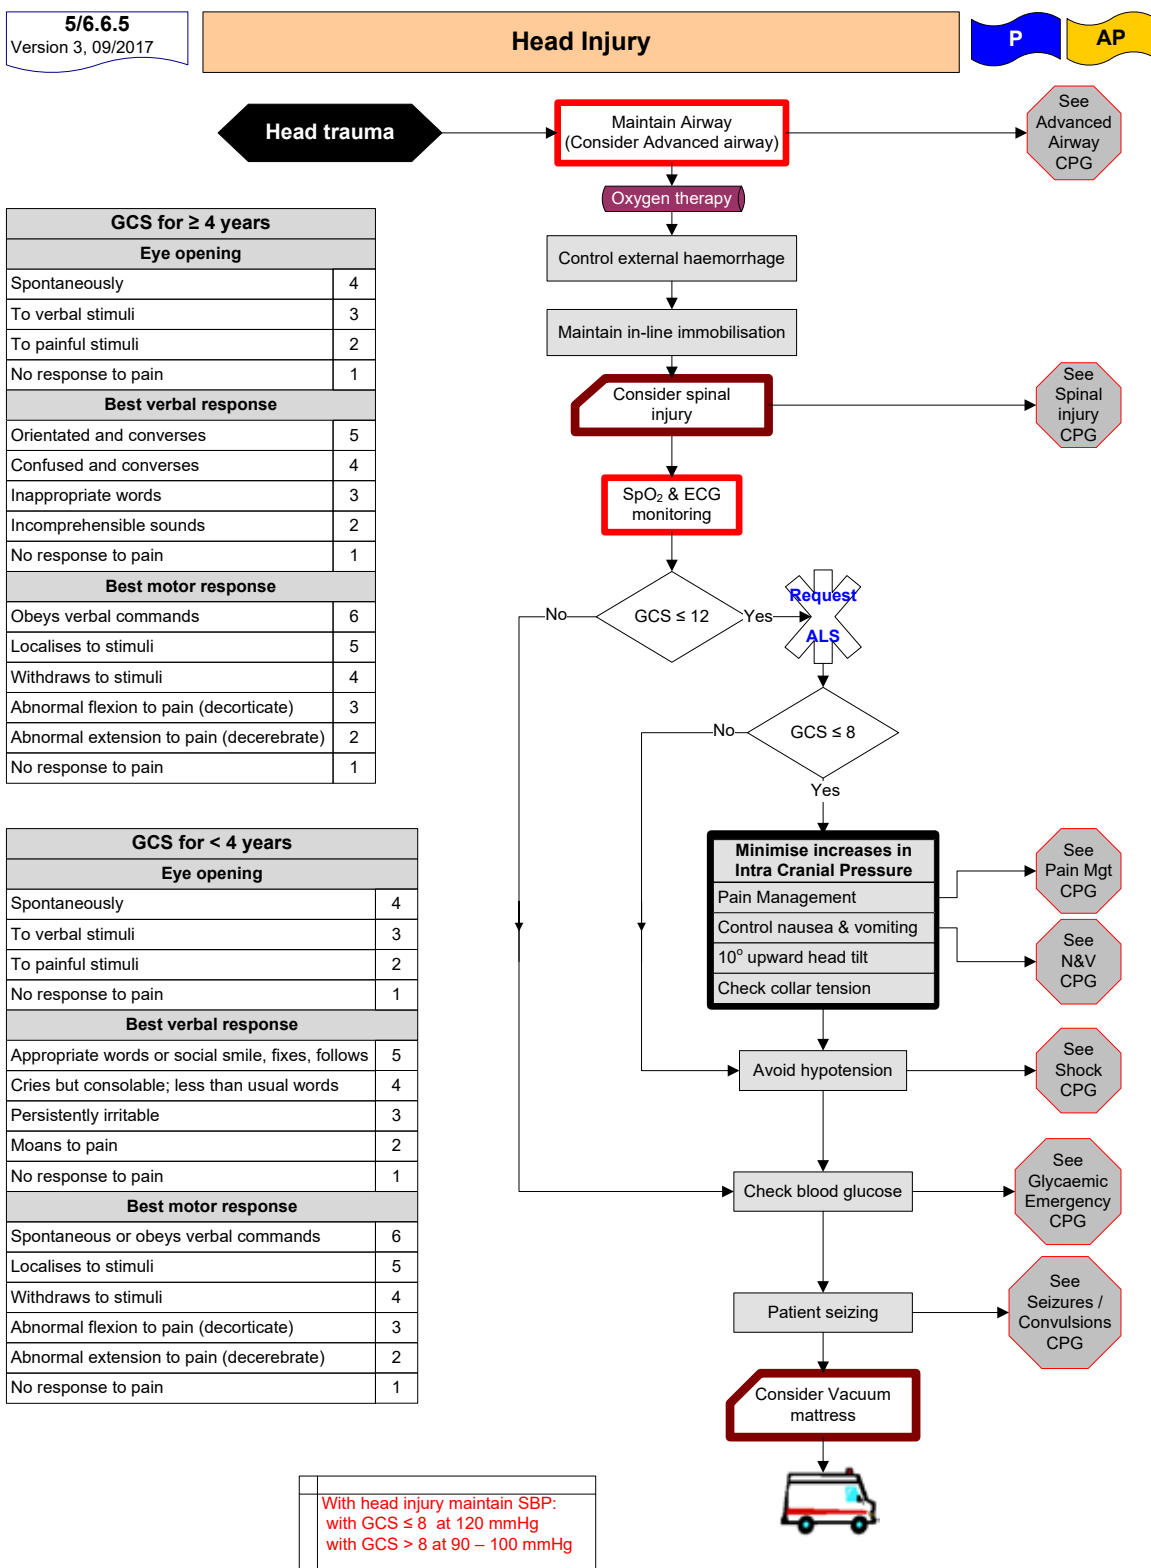 5/6.6.5
Version 3, 09/2017
Head Injury
P
AP
Head trauma
Maintain Airway
(Consider Advanced airway)
See
Advanced
Airway
CPG
Oxygen therapy
Control external haemorrhage
Maintain in-line immobilisation
Consider spinal
injury
See
Spinal
injury
CPG
SpO₂ & ECG
monitoring
GCS ≤ 12
No
Yes
Request
ALS
GCS ≤ 8
No
Yes
Minimise increases in
Intra Cranial Pressure
Pain Management
Control nausea & vomiting
10° upward head tilt
Check collar tension
See
Pain Mgt
CPG
See
N&V
CPG
Avoid hypotension
See
Shock
CPG
Check blood glucose
See
Glycaemic
Emergency
CPG
Patient seizing
See
Seizures /
Convulsions
CPG
Consider Vacuum
mattress
GCS for ≥ 4 years
Eye opening
Spontaneously 4
To verbal stimuli 3
To painful stimuli 2
No response to pain 1
Best verbal response
Orientated and converses 5
Confused and converses 4
Inappropriate words 3
Incomprehensible sounds 2
No response to pain 1
Best motor response
Obeys verbal commands 6
Localises to stimuli 5
Withdraws to stimuli 4
Abnormal flexion to pain (decorticate) 3
Abnormal extension to pain (decerebrate) 2
No response to pain 1
GCS for < 4 years
Eye opening
Spontaneously 4
To verbal stimuli 3
To painful stimuli 2
No response to pain 1
Best verbal response
Appropriate words or social smile, fixes, follows 5
Cries but consolable; less than usual words 4
Persistently irritable 3
Moans to pain 2
No response to pain 1
Best motor response
Spontaneous or obeys verbal commands 6
Localises to stimuli 5
Withdraws to stimuli 4
Abnormal flexion to pain (decorticate) 3
Abnormal extension to pain (decerebrate) 2
No response to pain 1
With head injury maintain SBP:
with GCS ≤ 8 at 120 mmHg
with GCS > 8 at 90 – 100 mmHg